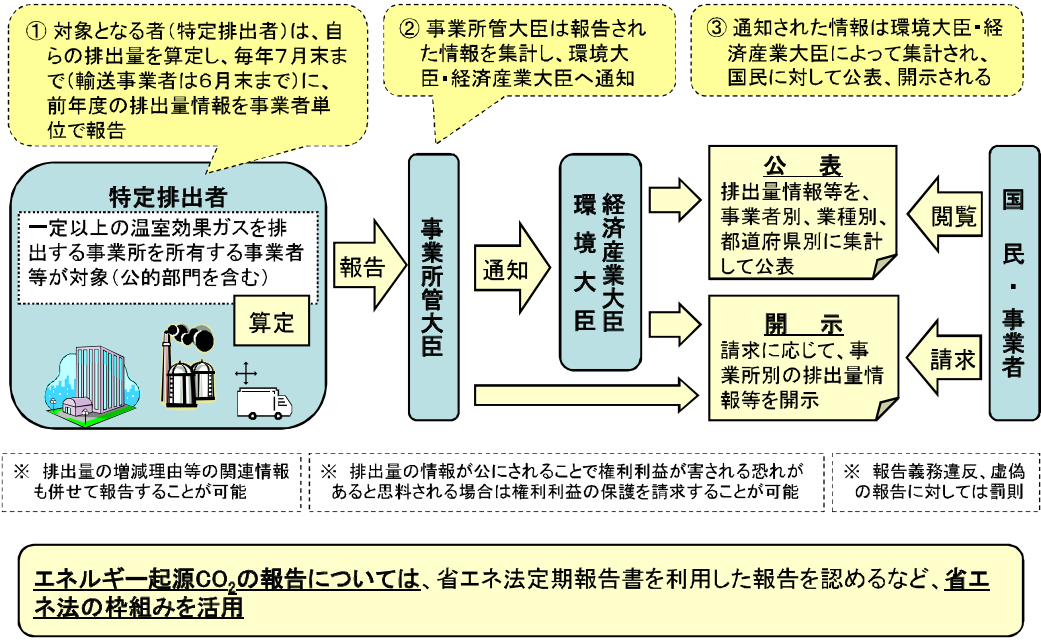 ① 対象となる者(特定排出者)は、自
らの排出量を算定し、毎年7月末ま
で(輸送事業者は6月末まで)に、
前年度の排出量情報を事業者単
位で報告
② 事業所管大臣は報告され
た情報を集計し、環境大
臣・経済産業大臣へ通知
③ 通知された情報は環境大臣・経
済産業大臣によって集計され、
国民に対して公表、開示される
特定排出者
一定以上の温室効果ガスを排
出する事業所を所有する事業者
等が対象(公的部門を含む)
算定
報告
事業所管大臣
通知
経済産業大臣
環境大臣
公 表
排出量情報等を、
事業者別、業種別、
都道府県別に集計
して公表
閲覧
開 示
請求に応じて、事
業所別の排出量情
報等を開示
請求
国民・事業者
※ 排出量の増減理由等の関連情報
も併せて報告することが可能
※ 排出量の情報が公にされることで権利利益が害される恐れが
あると思料される場合は権利利益の保護を請求することが可能
※ 報告義務違反、虚偽
の報告に対しては罰則
エネルギー起源CO₂の報告については、省エネ法定期報告書を利用した報告を認めるなど、省エ
ネ法の枠組みを活用